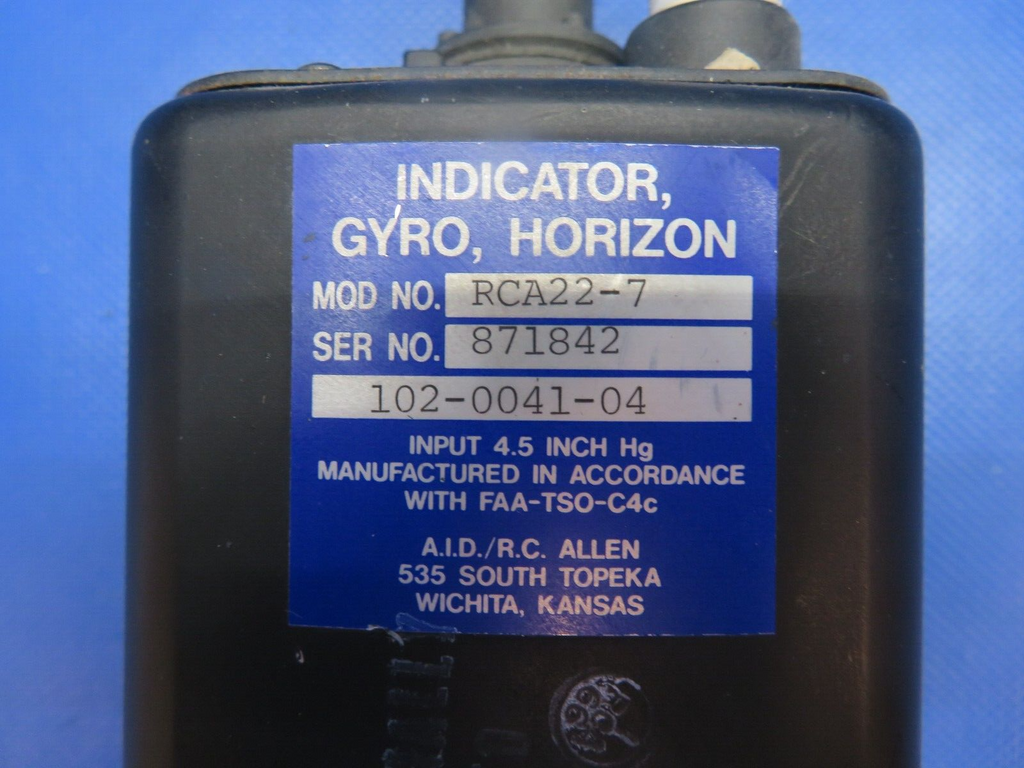 INDICATOR,
GYRO, HORIZON
MOD NO. RCA22-7
SER NO. 871842
102-0041-04
INPUT 4.5 INCH Hg
MANUFACTURED IN ACCORDANCE
WITH FAA-TSO-C4c
A.I.D./R.C. ALLEN
535 SOUTH TOPEKA
WICHITA, KANSAS